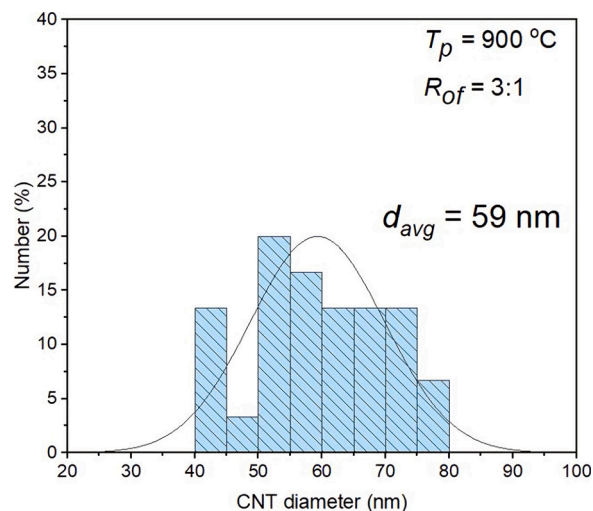 T_p = 900 °C
R_of = 3:1
d_avg = 59 nm
Number (%)
40
35
30
25
20
15
10
5
0
20 30 40 50 60 70 80 90 100
CNT diameter (nm)